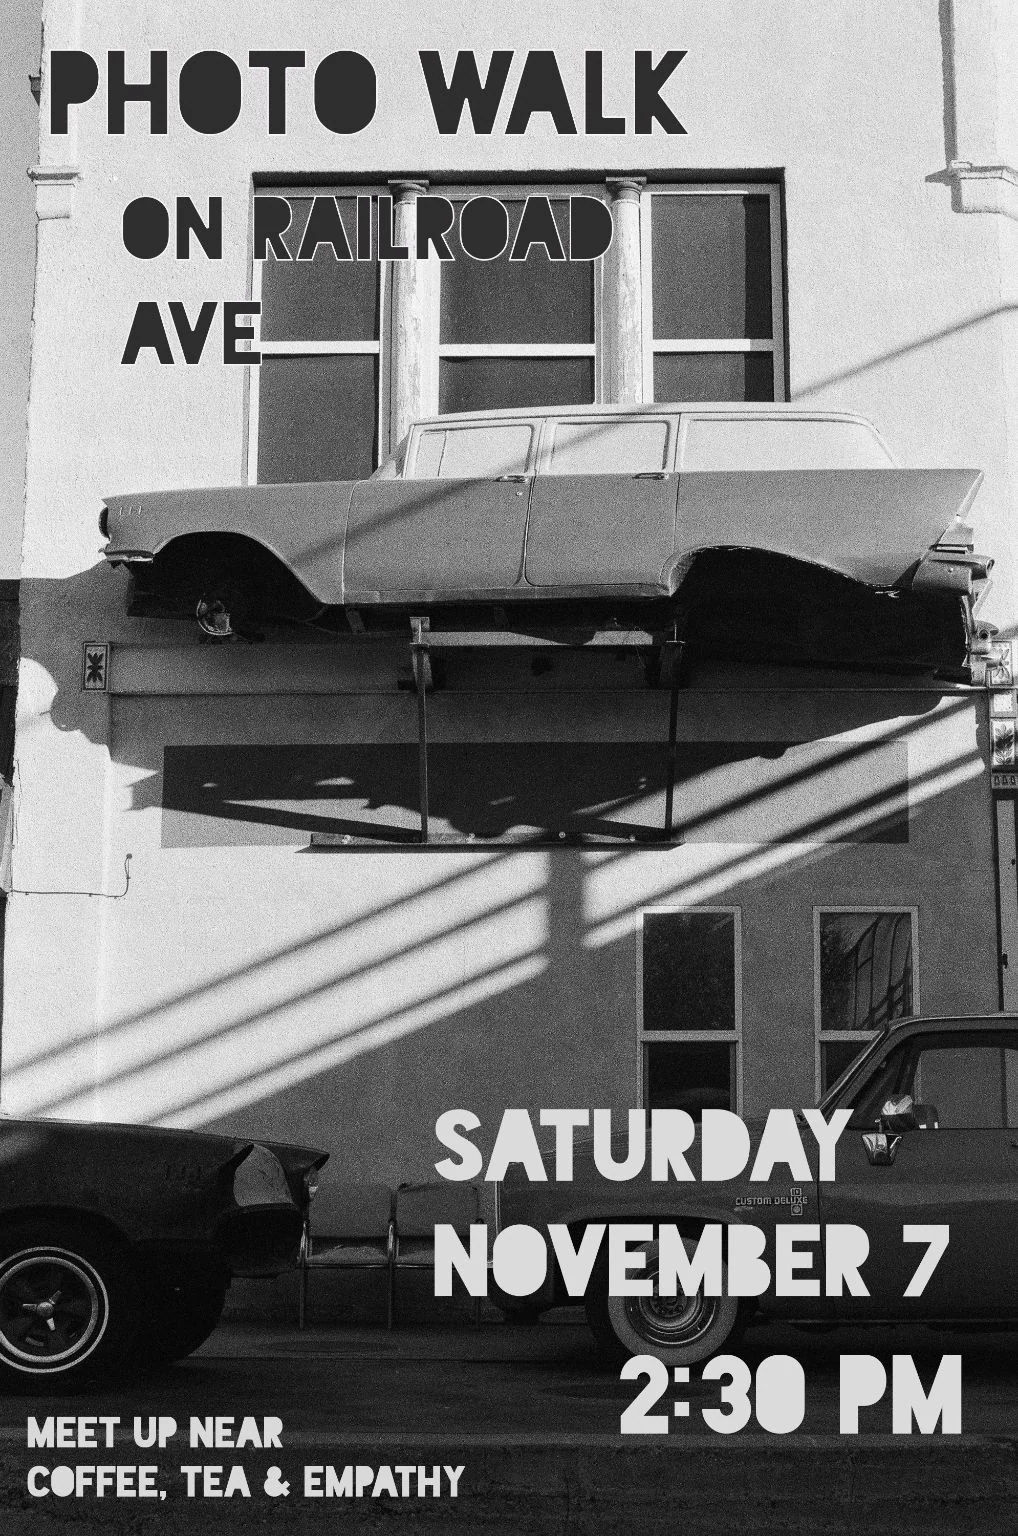 PHOTO WALK
ON RAILROAD
AVE
CUSTOM DELUXE
10
SATURDAY
NOVEMBER 7
2:30 PM
MEET UP NEAR
COFFEE, TEA & EMPATHY